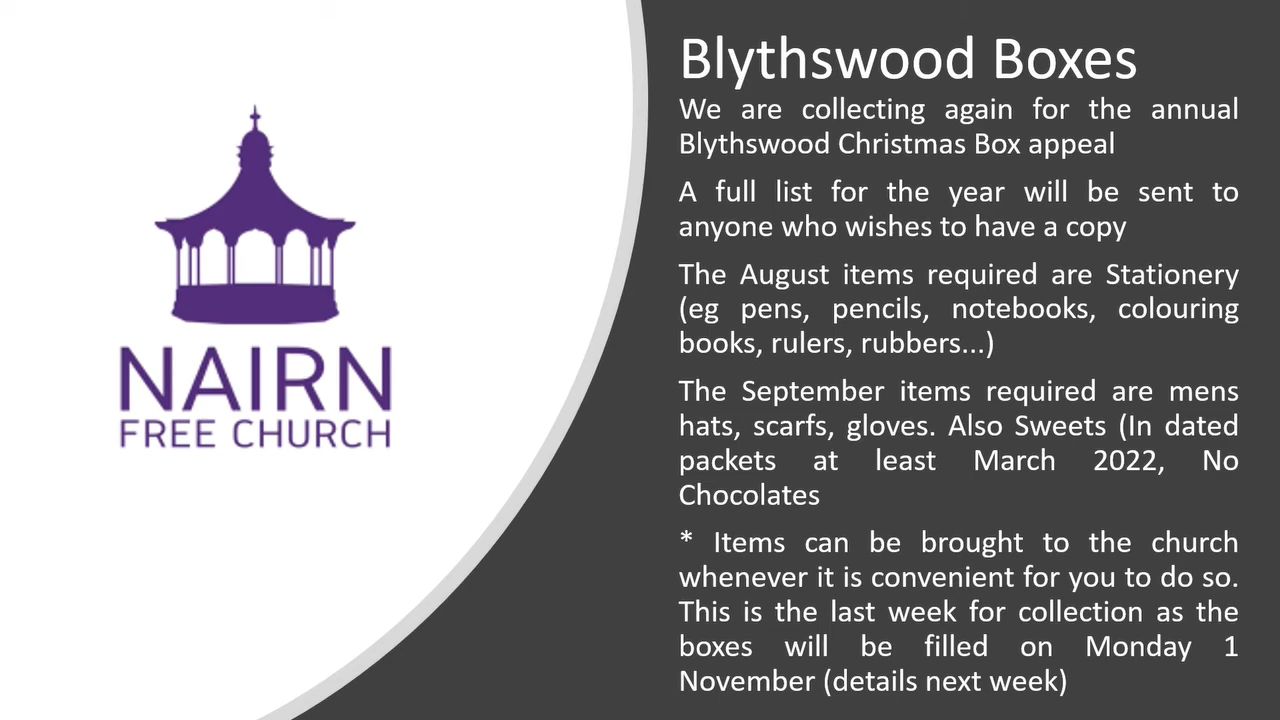 NAIRN
FREE CHURCH
Blythswood Boxes
We are collecting again for the annual
Blythswood Christmas Box appeal
A full list for the year will be sent to
anyone who wishes to have a copy
The August items required are Stationery
(eg pens, pencils, notebooks, colouring
books, rulers, rubbers...)
The September items required are mens
hats, scarfs, gloves. Also Sweets (In dated
packets at least March 2022, No
Chocolates
* Items can be brought to the church
whenever it is convenient for you to do so.
This is the last week for collection as the
boxes will be filled on Monday 1
November (details next week)